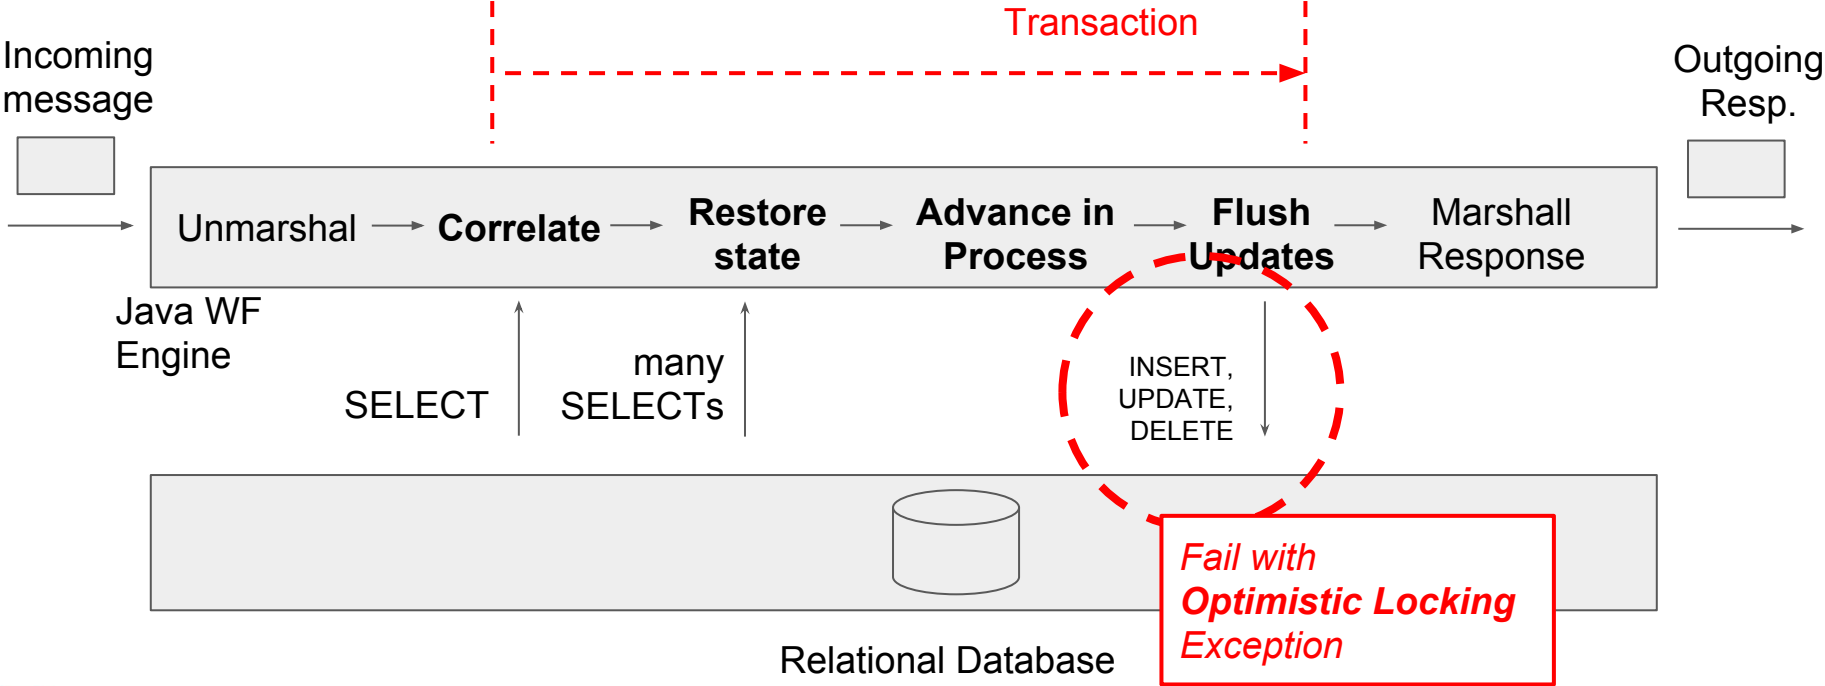 Transaction
Incoming
message
Outgoing
Resp.
Unmarshal
Correlate
Restore
state
Advance in
Process
Flush
Updates
Marshall
Response
Java WF
Engine
SELECT
many
SELECTs
INSERT,
UPDATE,
DELETE
Fail with
Optimistic Locking
Exception
Relational Database